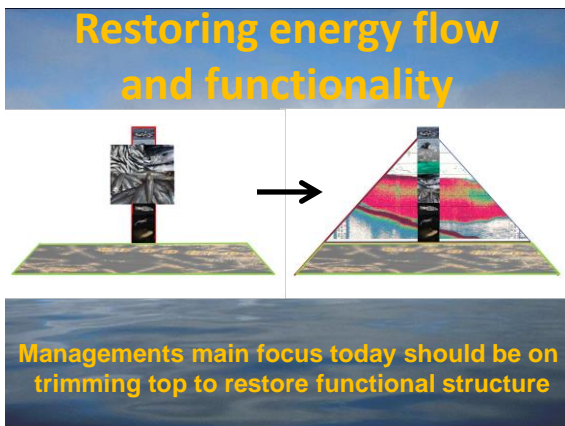 Restoring energy flow
and functionality
Managements main focus today should be on
trimming top to restore functional structure